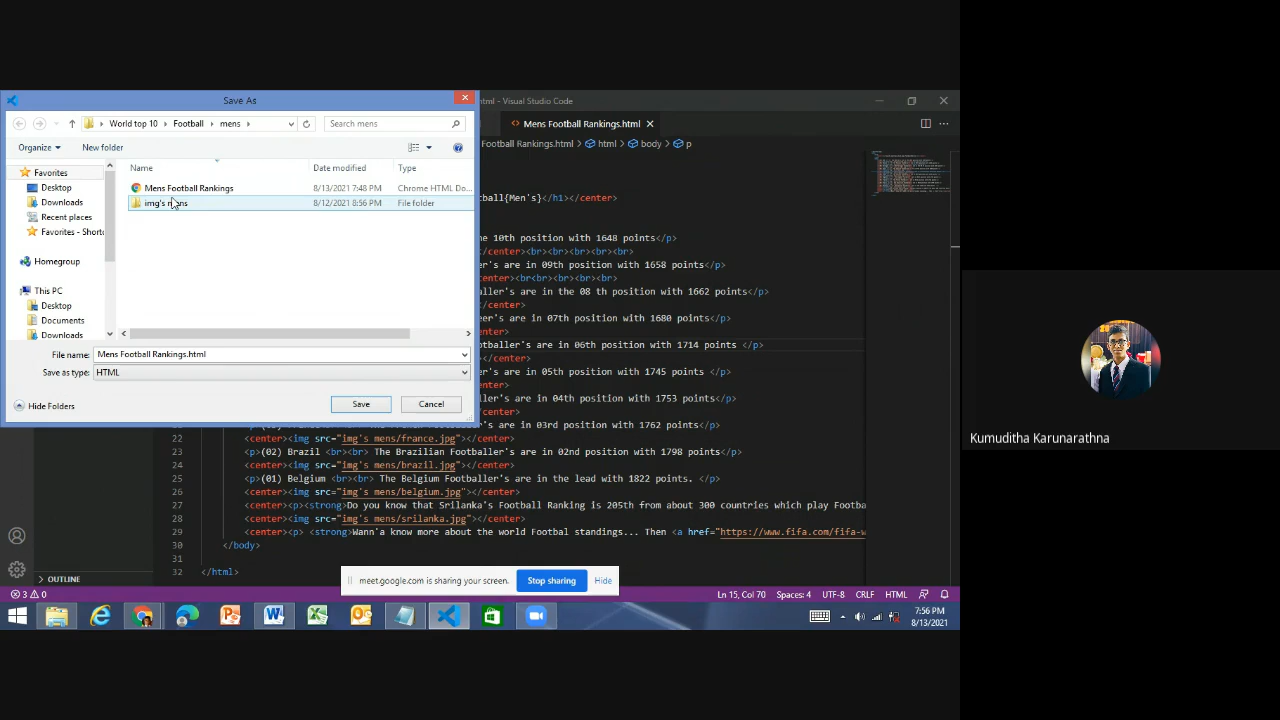 Save As
html - Visual Studio Code
World top 10 Football mens
Search mens
Mens Football Rankings.html
Organize New folder
Football Rankings.html html body p
Name Date modified Type
Favorites
Desktop
Downloads
Recent places
Favorites - Shortc
Homegroup
This PC
Desktop
Documents
Downloads
Mens Football Rankings 8/13/2021 7:48 PM Chrome HTML Do...
img's mens 8/12/2021 8:56 PM File folder
File name: Mens Football Rankings.html
Save as type: HTML
Hide Folders
Save Cancel
tball{Men's}</h1></center>
he 10th position with 1648 points</p>
</center><br><br><br><br>
er's are in 09th position with 1658 points</p>
center><br><br><br><br>
aller's are in the 08 th position with 1662 points</p>
/center>
eer's are in 07th position with 1680 points</p>
enter>
otballer's are in 06th position with 1714 points </p>
></center>
er's are in 05th position with 1745 points </p>
center>
ller's are in 04th position with 1753 points</p>
center>
er's are in 03rd position with 1762 points</p>
22 <center><img src="img's mens/france.jpg"></center>
23 <p>(02) Brazil <br><br> The Brazilian Footballer's are in 02nd position with 1798 points</p>
24 <center><img src="img's mens/brazil.jpg"></center>
25 <p>(01) Belgium <br><br> The Belgium Footballer's are in the lead with 1822 points. </p>
26 <center><img src="img's mens/belgium.jpg"></center>
27 <center><p><strong>Do you know that Srilanka's Football Ranking is 205th from about 300 countries which play Footba
28 <center><img src="img's mens/srilanka.jpg"></center>
29 <center><p> <strong>Wann'a know more about the world Footbal standings... Then <a href="https://www.fifa.com/fifa-w
30 </body>
31
32 </html>
OUTLINE
meet.google.com is sharing your screen. Stop sharing Hide
3 0 Ln 15, Col 70 Spaces: 4 UTF-8 CRLF HTML
7:56 PM
8/13/2021
Kumuditha Karunarathna